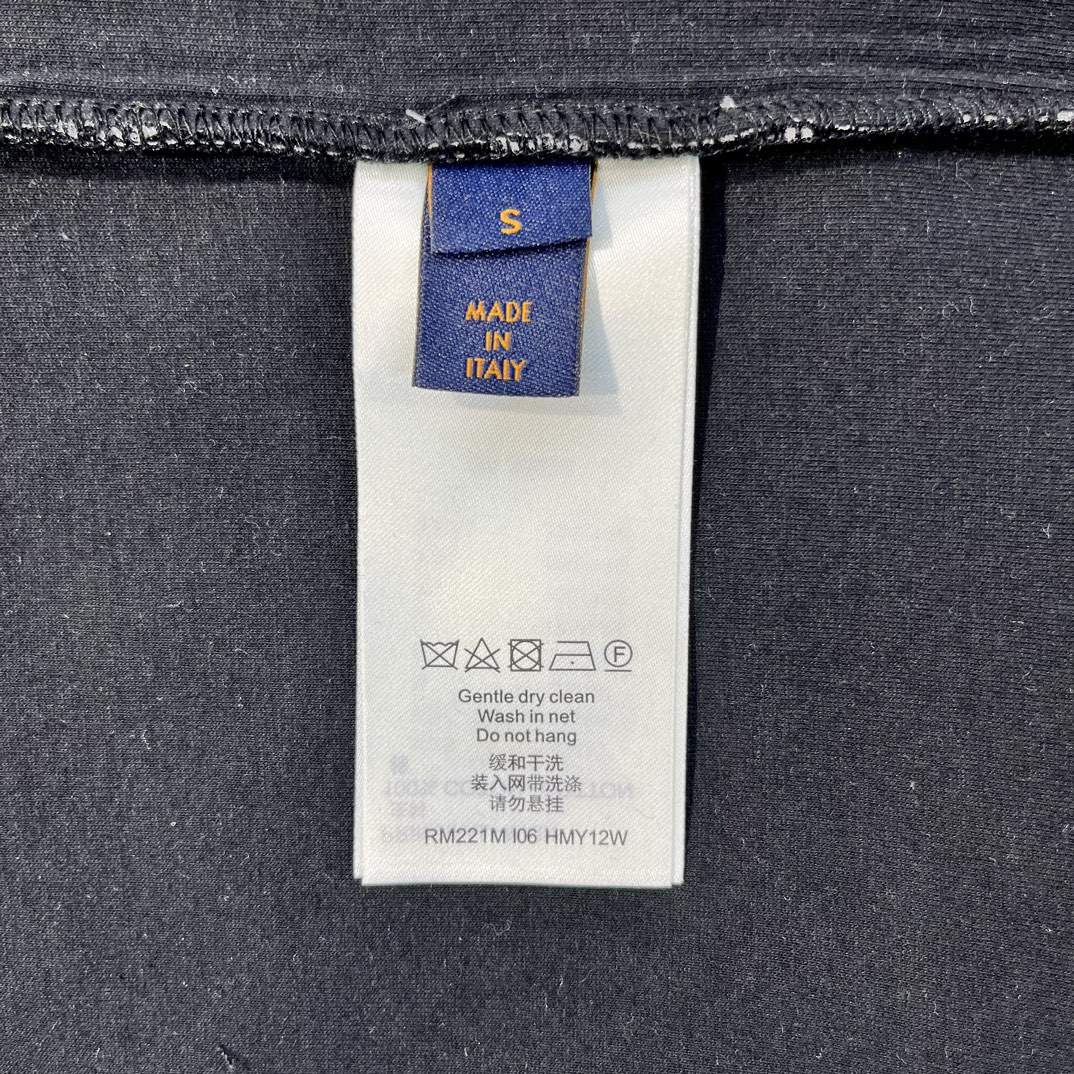 S
MADE
IN
ITALY
F
Gentle dry clean
Wash in net
Do not hang
缓和干洗
装入网带洗涤
请勿悬挂
RM221M I06 HMY12W